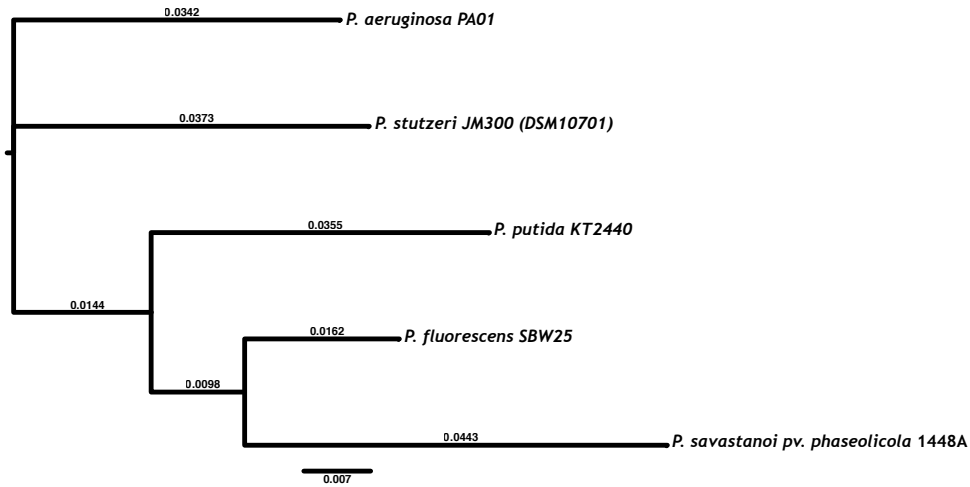 0.0342
P. aeruginosa PA01
0.0373
P. stutzeri JM300 (DSM10701)
0.0355
P. putida KT2440
0.0144
0.0162
P. fluorescens SBW25
0.0098
0.0443
P. savastanoi pv. phaseolicola 1448A
0.007